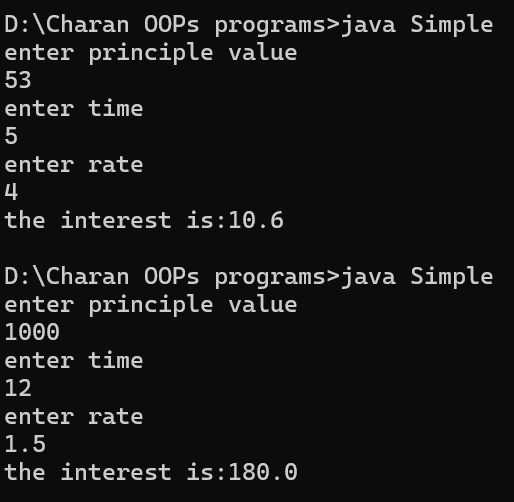 D:\Charan OOPs programs>java Simple
enter principle value
53
enter time
5
enter rate
4
the interest is:10.6
D:\Charan OOPs programs>java Simple
enter principle value
1000
enter time
12
enter rate
1.5
the interest is:180.0